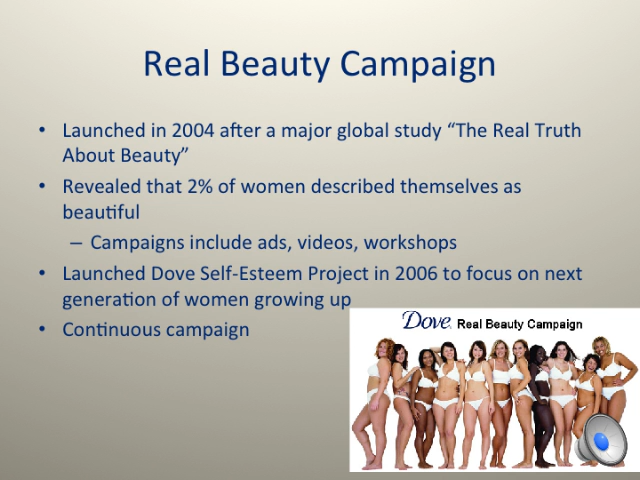 Real Beauty Campaign
• Launched in 2004 after a major global study “The Real Truth
About Beauty”
• Revealed that 2% of women described themselves as
beautiful
– Campaigns include ads, videos, workshops
• Launched Dove Self-Esteem Project in 2006 to focus on next
generation of women growing up
• Continuous campaign
Dove. Real Beauty Campaign